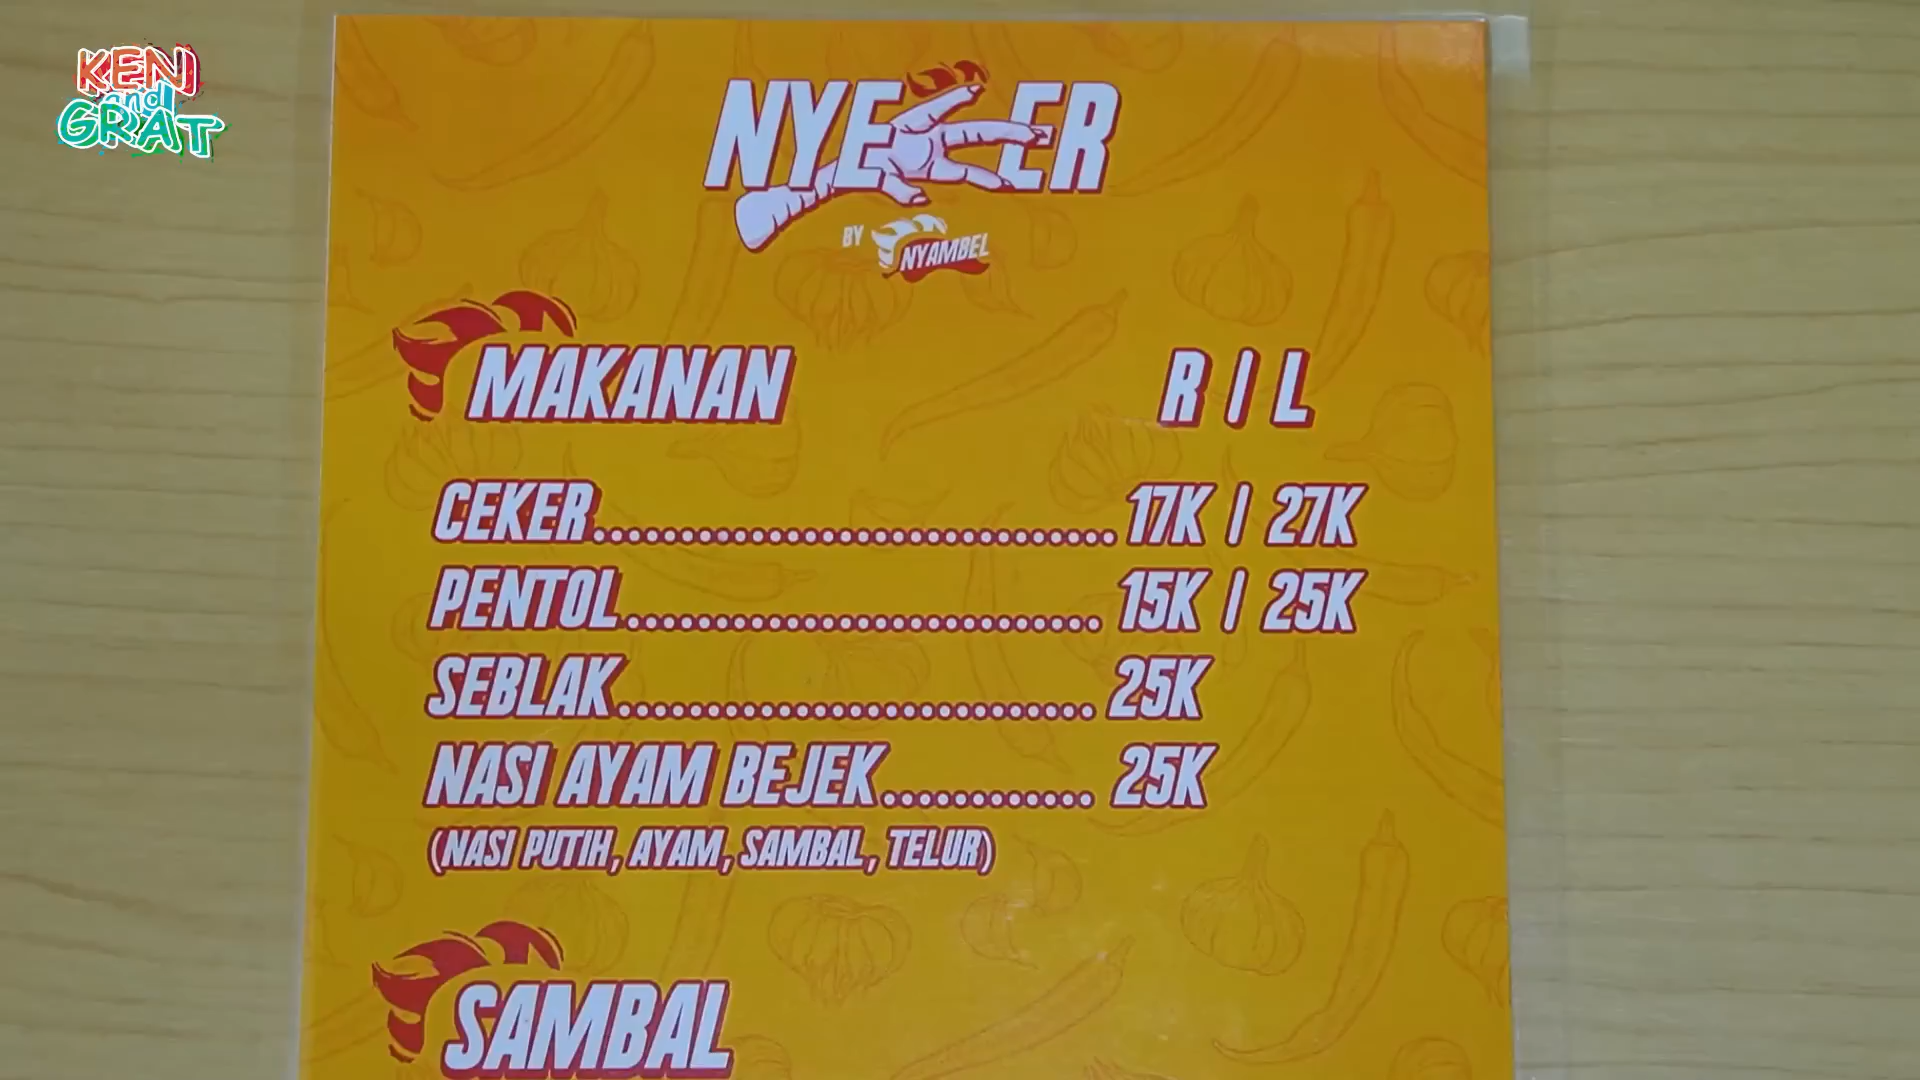 KEN
and
GRAT
NYEKER
BY NYAMBEL
MAKANAN R | L
CEKER.............................. 17K | 27K
PENTOL........................... 15K | 25K
SEBLAK........................... 25K
NASI AYAM BEJEK............ 25K
(NASI PUTIH, AYAM, SAMBAL, TELUR)
SAMBAL